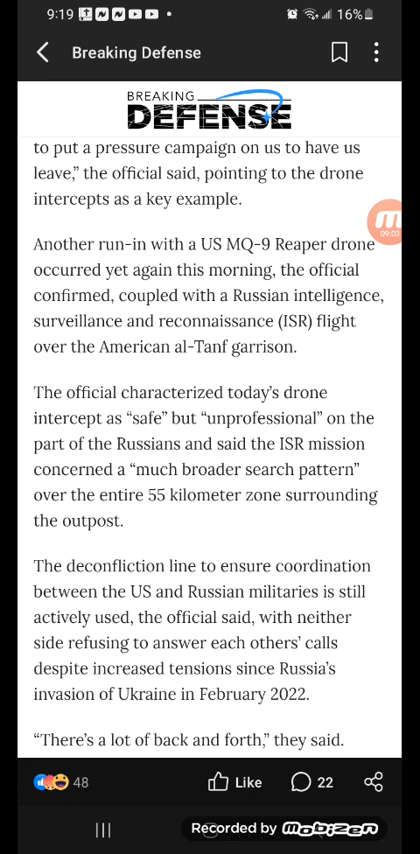 9:19
16%
Breaking Defense
BREAKING
DEFENSE
to put a pressure campaign on us to have us
leave,” the official said, pointing to the drone
intercepts as a key example.
09:03
Another run-in with a US MQ-9 Reaper drone
occurred yet again this morning, the official
confirmed, coupled with a Russian intelligence,
surveillance and reconnaissance (ISR) flight
over the American al-Tanf garrison.
The official characterized today’s drone
intercept as “safe” but “unprofessional” on the
part of the Russians and said the ISR mission
concerned a “much broader search pattern”
over the entire 55 kilometer zone surrounding
the outpost.
The deconfliction line to ensure coordination
between the US and Russian militaries is still
actively used, the official said, with neither
side refusing to answer each others’ calls
despite increased tensions since Russia’s
invasion of Ukraine in February 2022.
“There’s a lot of back and forth,” they said.
48
Like
22
Recorded by mobizen